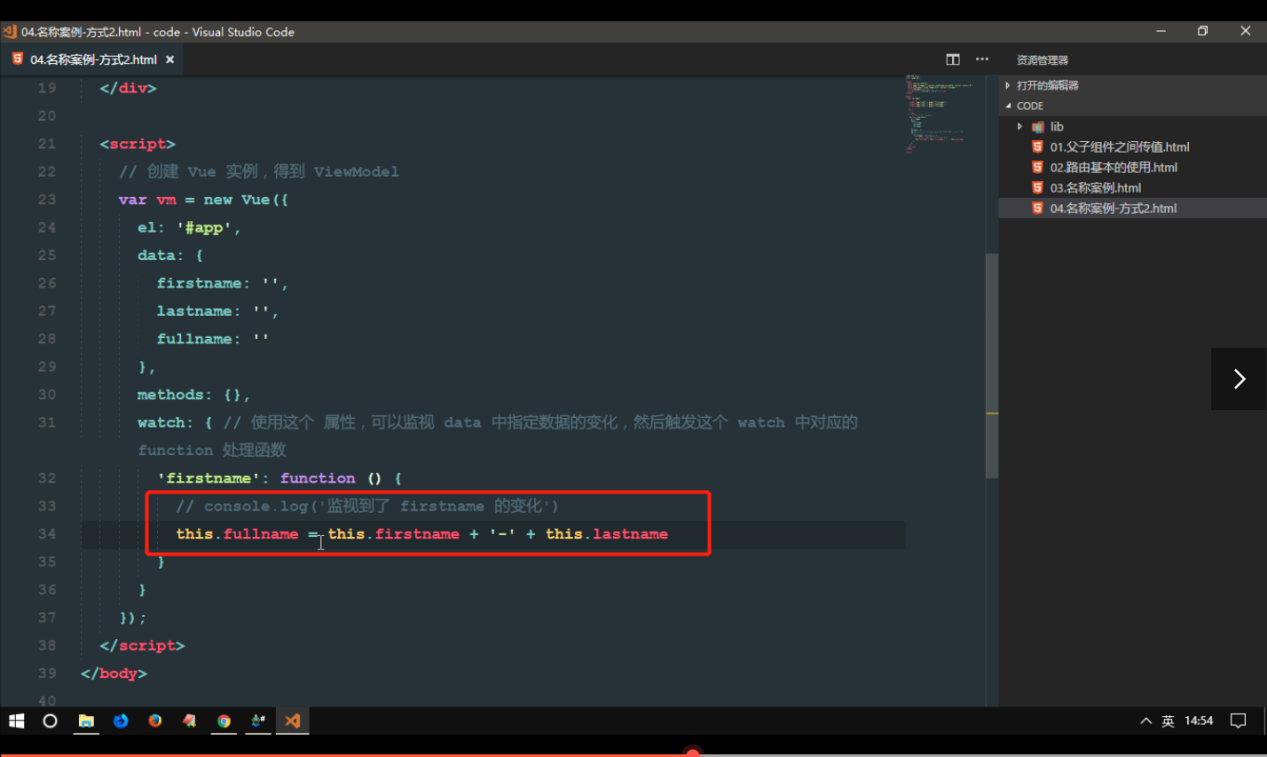 04.名称案例-方式2.html - code - Visual Studio Code
04.名称案例-方式2.html
资源管理器
打开的编辑器
CODE
lib
01.父子组件之间传值.html
02.路由基本的使用.html
03.名称案例.html
04.名称案例-方式2.html
19 </div>
20
21 <script>
22 // 创建 Vue 实例，得到 ViewModel
23 var vm = new Vue({
24 el: '#app',
25 data: {
26 firstname: '',
27 lastname: '',
28 fullname: ''
29 },
30 methods: {},
31 watch: { // 使用这个 属性，可以监视 data 中指定数据的变化，然后触发这个 watch 中对应的
function 处理函数
32 'firstname': function () {
33 // console.log('监视到了 firstname 的变化')
34 this.fullname = this.firstname + '-' + this.lastname
35 }
36 }
37 });
38 </script>
39 </body>
40
英 14:54